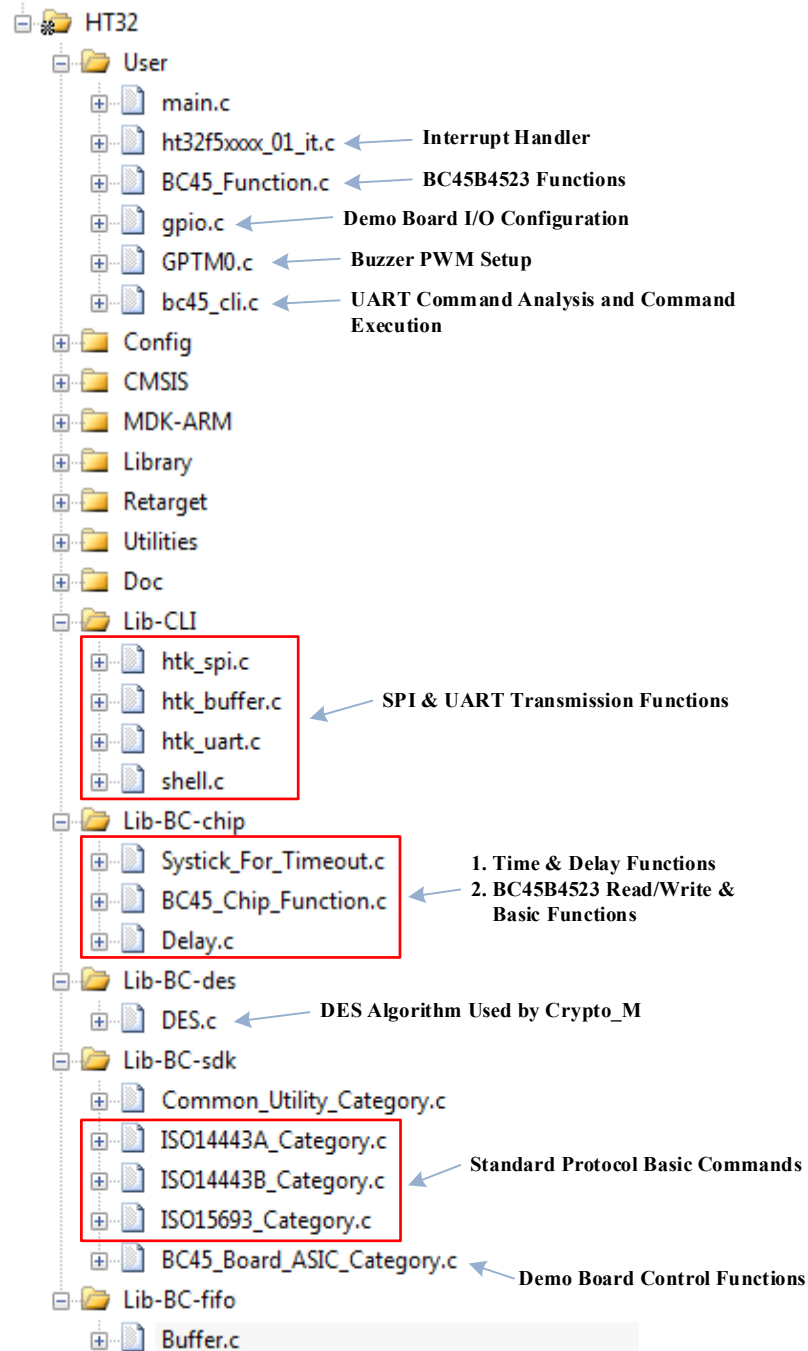 HT32
User
main.c
ht32f5xxxx_01_it.c
Interrupt Handler
BC45_Function.c
BC45B4523 Functions
gpio.c
Demo Board I/O Configuration
GPTM0.c
Buzzer PWM Setup
bc45_cli.c
UART Command Analysis and Command
Execution
Config
CMSIS
MDK-ARM
Library
Retarget
Utilities
Doc
Lib-CLI
htk_spi.c
htk_buffer.c
SPI & UART Transmission Functions
htk_uart.c
shell.c
Lib-BC-chip
Systick_For_Timeout.c
1. Time & Delay Functions
BC45_Chip_Function.c
2. BC45B4523 Read/Write &
Basic Functions
Delay.c
Lib-BC-des
DES.c
DES Algorithm Used by Crypto_M
Lib-BC-sdk
Common_Utility_Category.c
ISO14443A_Category.c
ISO14443B_Category.c
Standard Protocol Basic Commands
ISO15693_Category.c
BC45_Board_ASIC_Category.c
Demo Board Control Functions
Lib-BC-fifo
Buffer.c